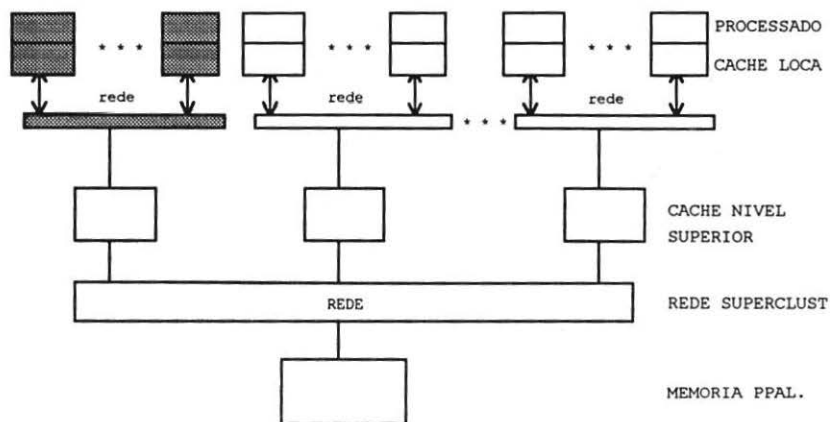 PROCESSADO
CACHE LOCA
rede rede rede
CACHE NIVEL
SUPERIOR
REDE
REDE SUPERCLUST
MEMORIA PPAL.